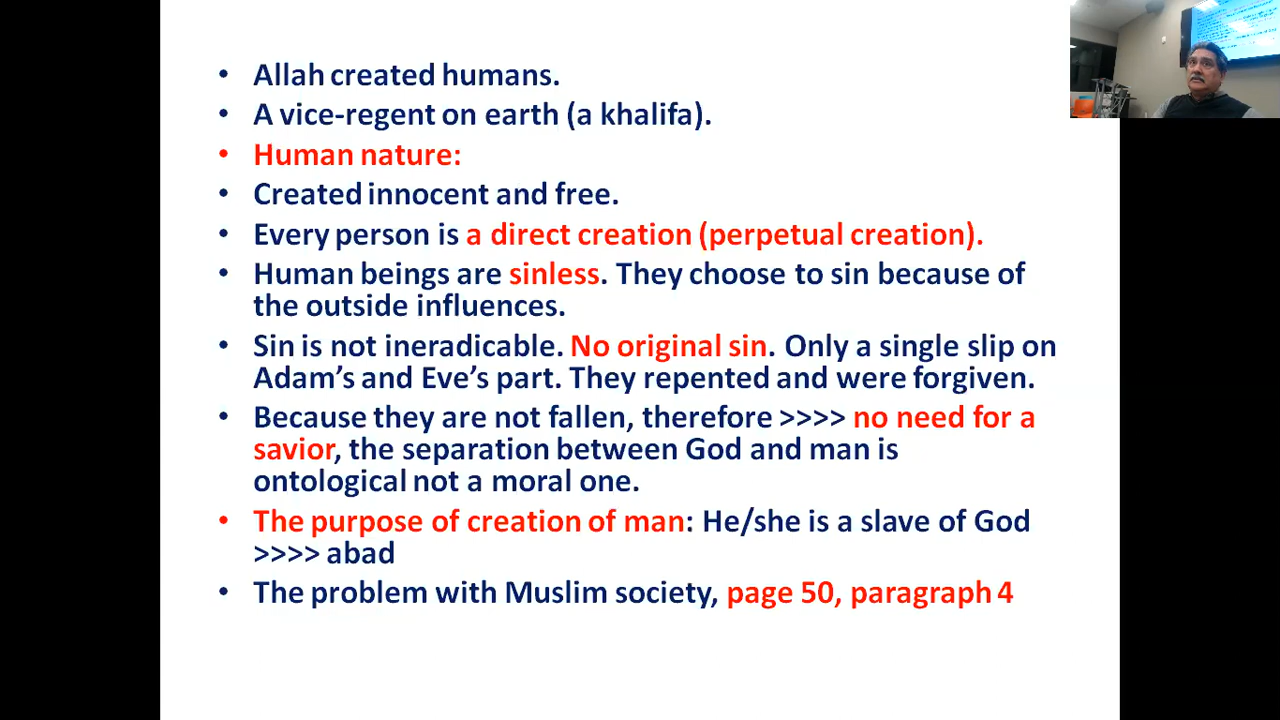 • Allah created humans.
• A vice-regent on earth (a khalifa).
• Human nature:
• Created innocent and free.
• Every person is a direct creation (perpetual creation).
• Human beings are sinless. They choose to sin because of
the outside influences.
• Sin is not ineradicable. No original sin. Only a single slip on
Adam’s and Eve’s part. They repented and were forgiven.
• Because they are not fallen, therefore >>>> no need for a
savior, the separation between God and man is
ontological not a moral one.
• The purpose of creation of man: He/she is a slave of God
>>>> abad
• The problem with Muslim society, page 50, paragraph 4